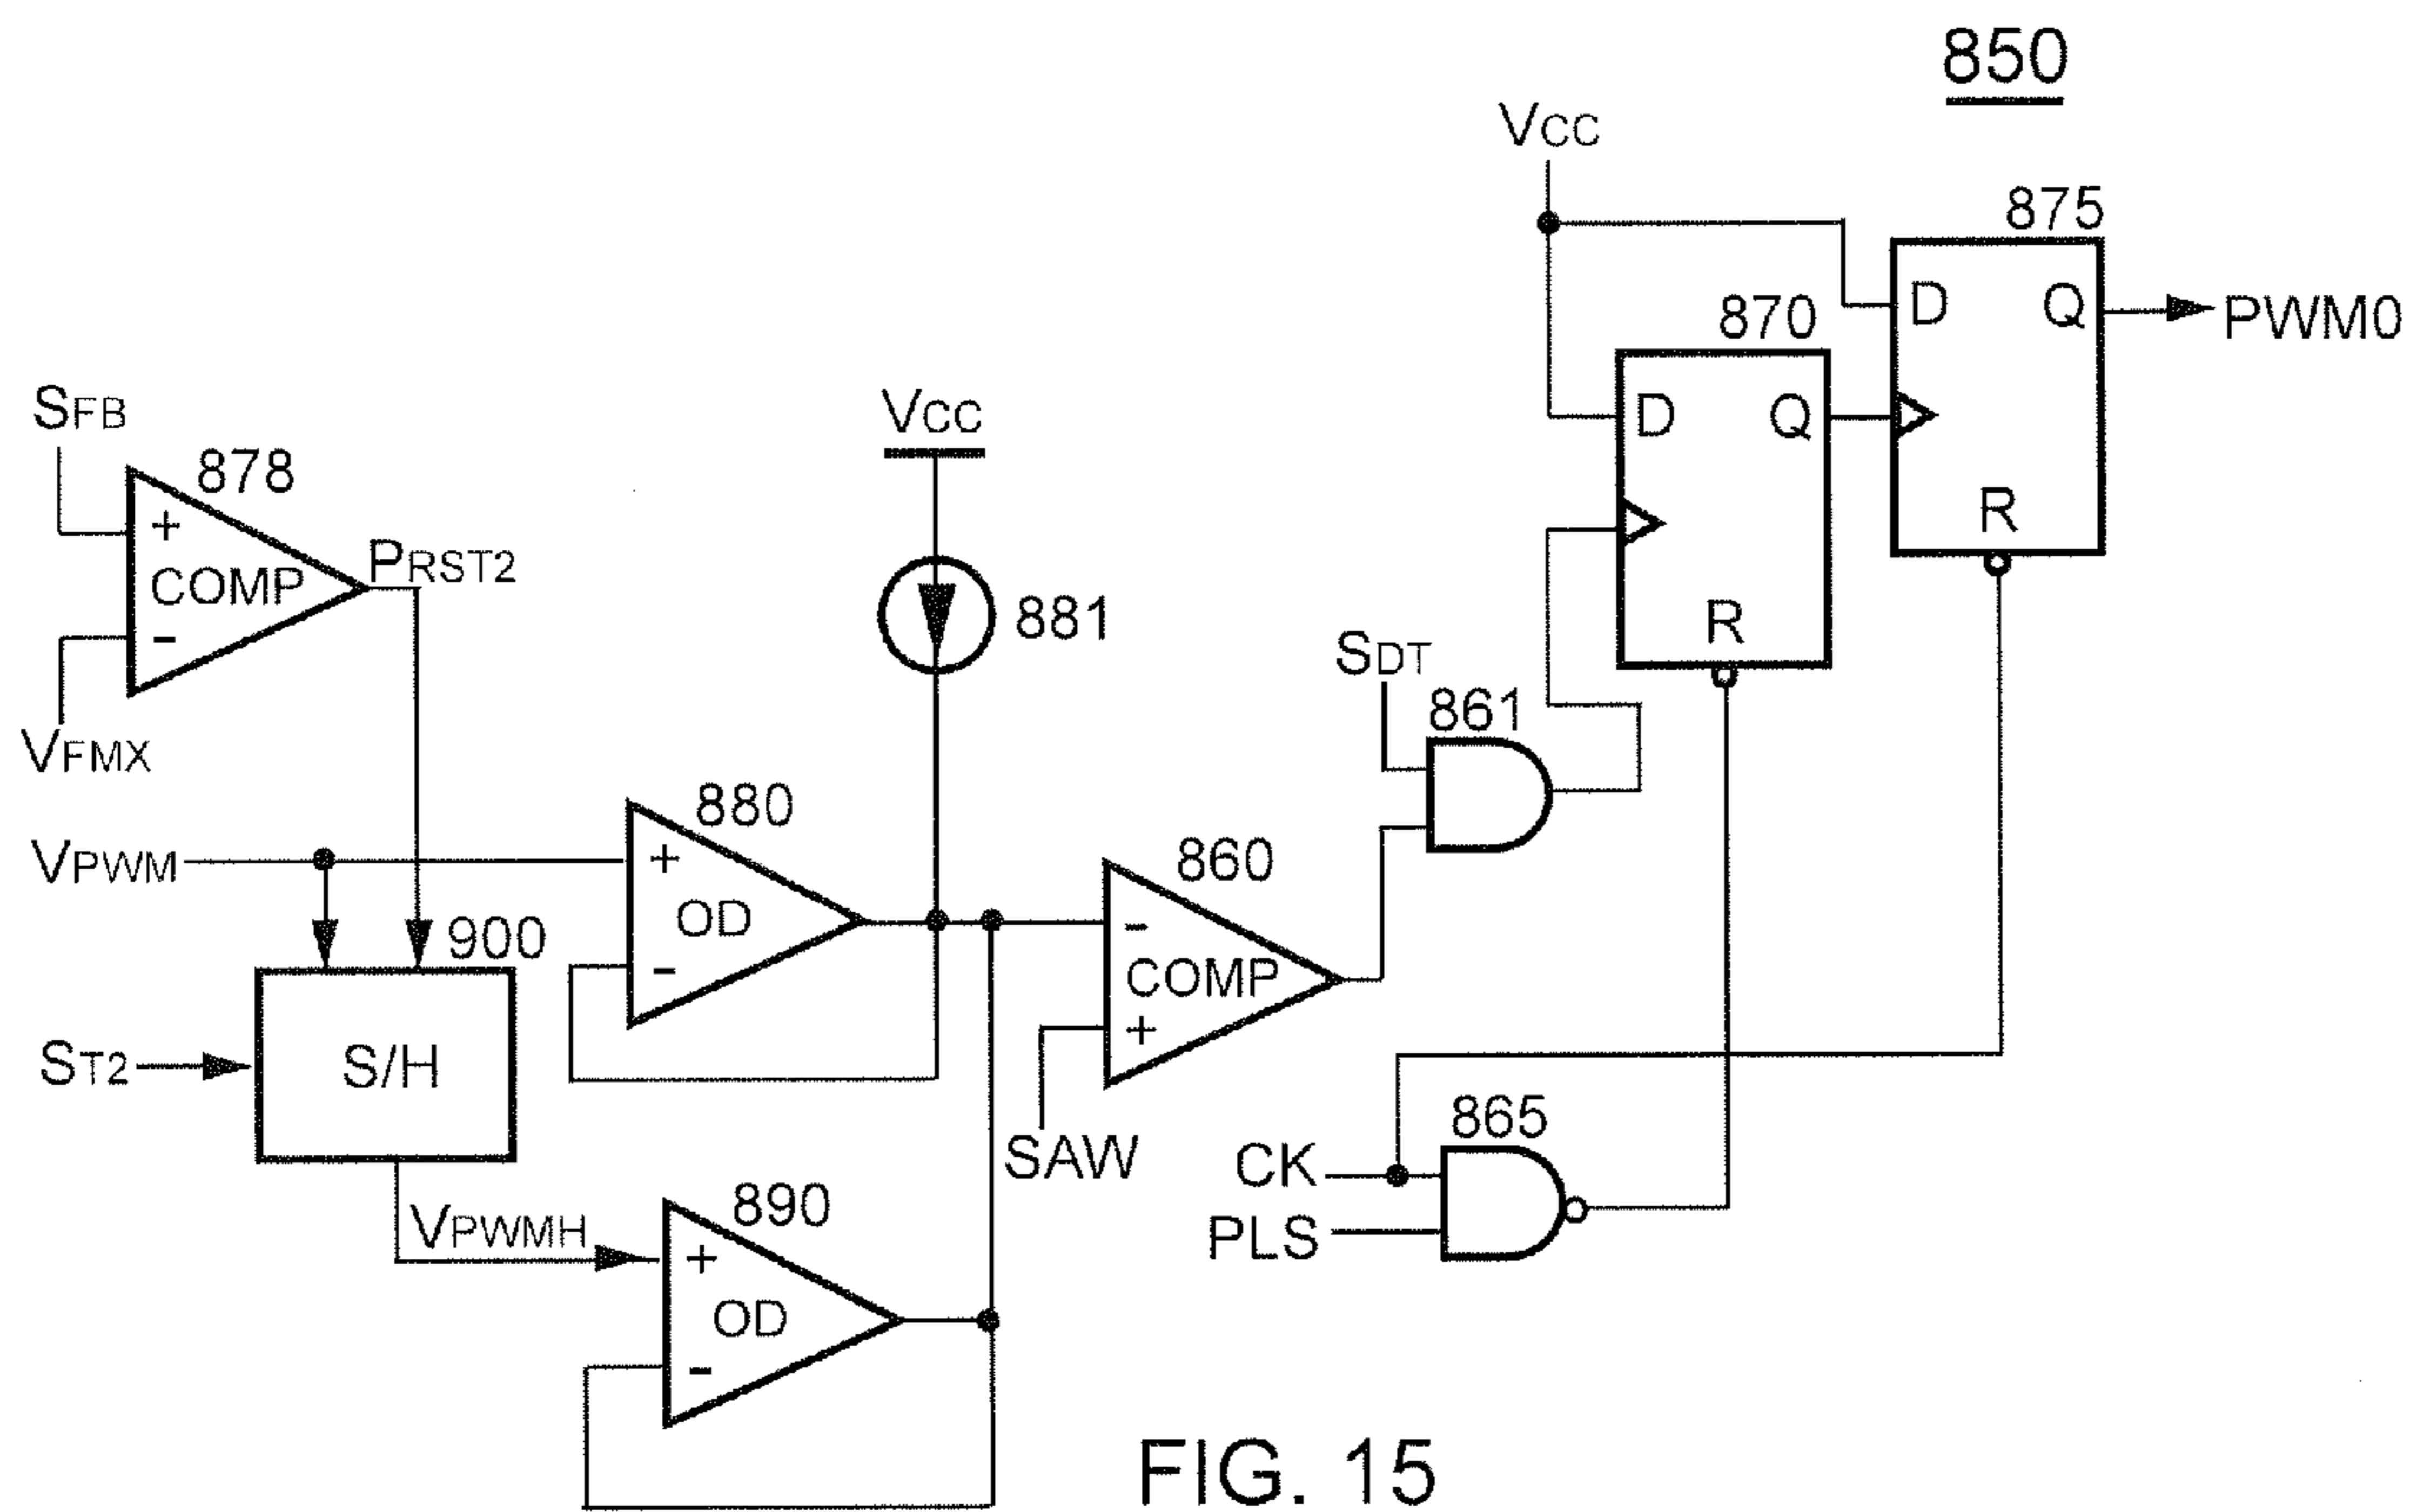 850
VCC
875
D Q
PWM0
870
D Q
R
R
SFB
878
+
COMP
-
PRST2
VFMX
VCC
881
SDT
861
VPWM
880
+
OD
-
860
-
COMP
+
SAW
900
ST2
S/H
VPWMH
890
+
OD
-
865
CK
PLS
FIG. 15